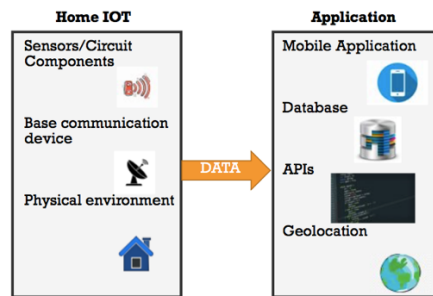 Home IOT
Sensors/Circuit
Components
Base communication
device
Physical environment
DATA
Application
Mobile Application
Database
APIs
Geolocation